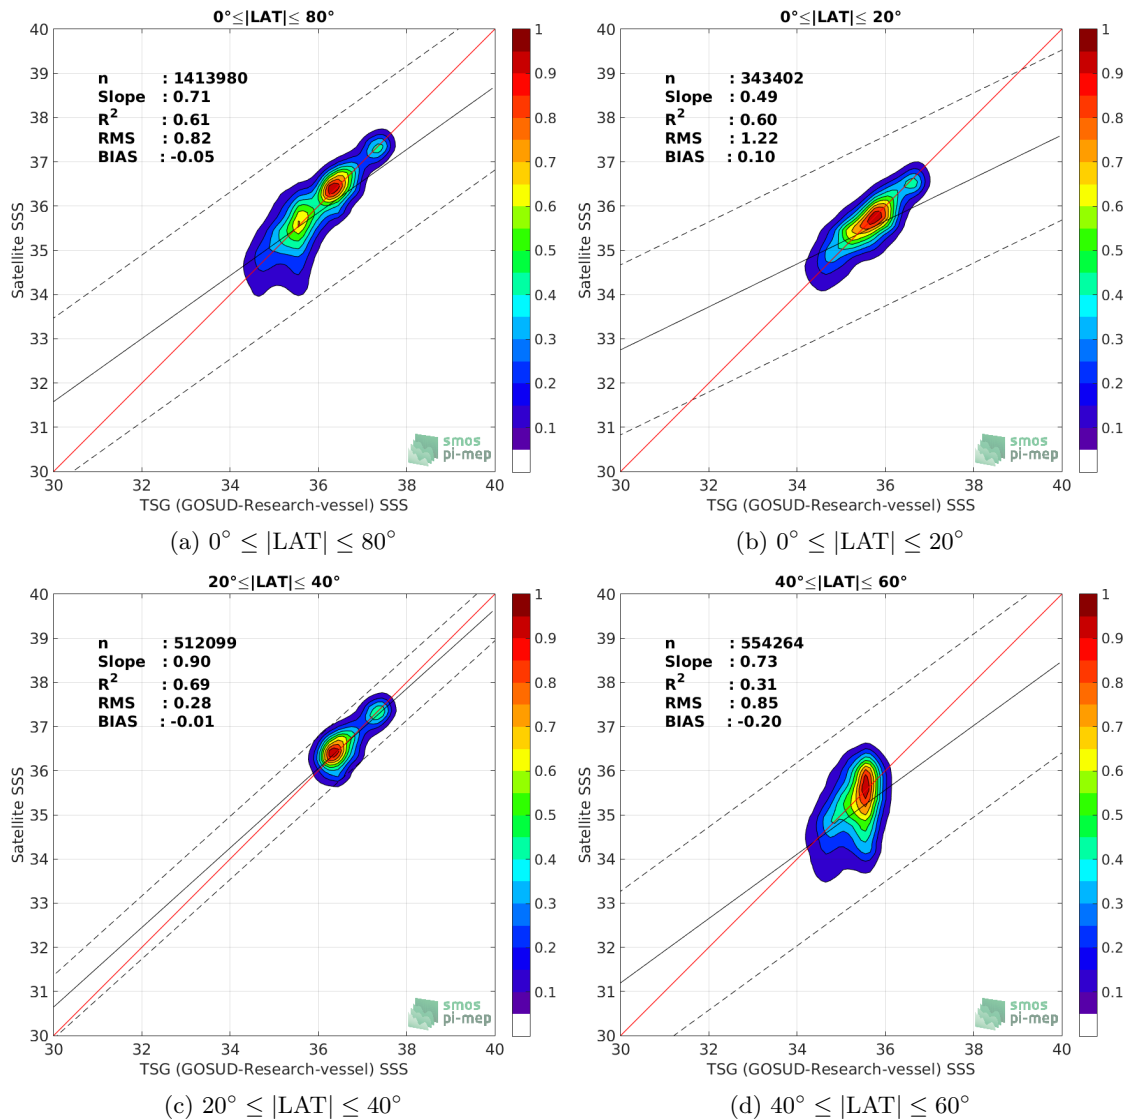 0°≤|LAT|≤ 80°
40
39
38
37
36
35
34
33
32
31
30
Satellite SSS
n : 1413980
Slope : 0.71
R2 : 0.61
RMS : 0.82
BIAS : -0.05
smos
pi-mep
30 32 34 36 38 40
TSG (GOSUD-Research-vessel) SSS
1
0.9
0.8
0.7
0.6
0.5
0.4
0.3
0.2
0.1
(a) 0° ≤ |LAT| ≤ 80°
0°≤|LAT|≤ 20°
40
39
38
37
36
35
34
33
32
31
30
Satellite SSS
n : 343402
Slope : 0.49
R2 : 0.60
RMS : 1.22
BIAS : 0.10
smos
pi-mep
30 32 34 36 38 40
TSG (GOSUD-Research-vessel) SSS
1
0.9
0.8
0.7
0.6
0.5
0.4
0.3
0.2
0.1
(b) 0° ≤ |LAT| ≤ 20°
20°≤|LAT|≤ 40°
40
39
38
37
36
35
34
33
32
31
30
Satellite SSS
n : 512099
Slope : 0.90
R2 : 0.69
RMS : 0.28
BIAS : -0.01
smos
pi-mep
30 32 34 36 38 40
TSG (GOSUD-Research-vessel) SSS
1
0.9
0.8
0.7
0.6
0.5
0.4
0.3
0.2
0.1
(c) 20° ≤ |LAT| ≤ 40°
40°≤|LAT|≤ 60°
40
39
38
37
36
35
34
33
32
31
30
Satellite SSS
n : 554264
Slope : 0.73
R2 : 0.31
RMS : 0.85
BIAS : -0.20
smos
pi-mep
30 32 34 36 38 40
TSG (GOSUD-Research-vessel) SSS
1
0.9
0.8
0.7
0.6
0.5
0.4
0.3
0.2
0.1
(d) 40° ≤ |LAT| ≤ 60°